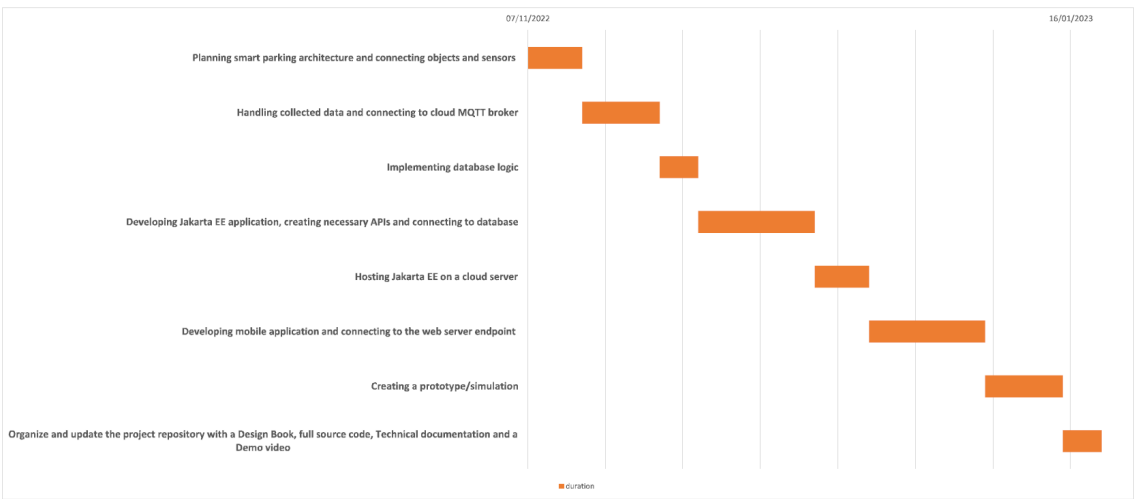 07/11/2022
16/01/2023
Planning smart parking architecture and connecting objects and sensors
Handling collected data and connecting to cloud MQTT broker
Implementing database logic
Developing Jakarta EE application, creating necessary APIs and connecting to database
Hosting Jakarta EE on a cloud server
Developing mobile application and connecting to the web server endpoint
Creating a prototype/simulation
Organize and update the project repository with a Design Book, full source code, Technical documentation and a
Demo video
duration